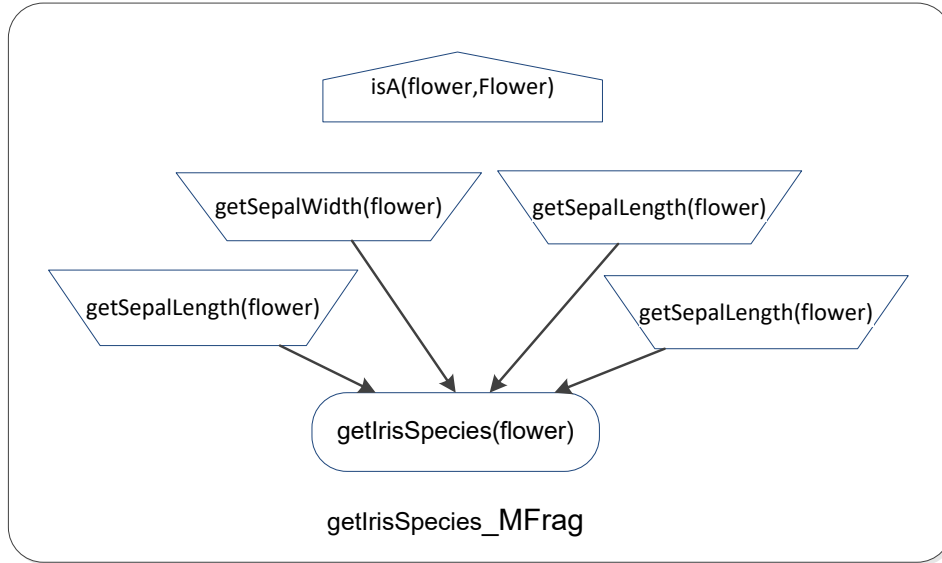 isA(flower,Flower)
getSepalWidth(flower)
getSepalLength(flower)
getSepalLength(flower)
getSepalLength(flower)
getIrisSpecies(flower)
getIrisSpecies_MFrag